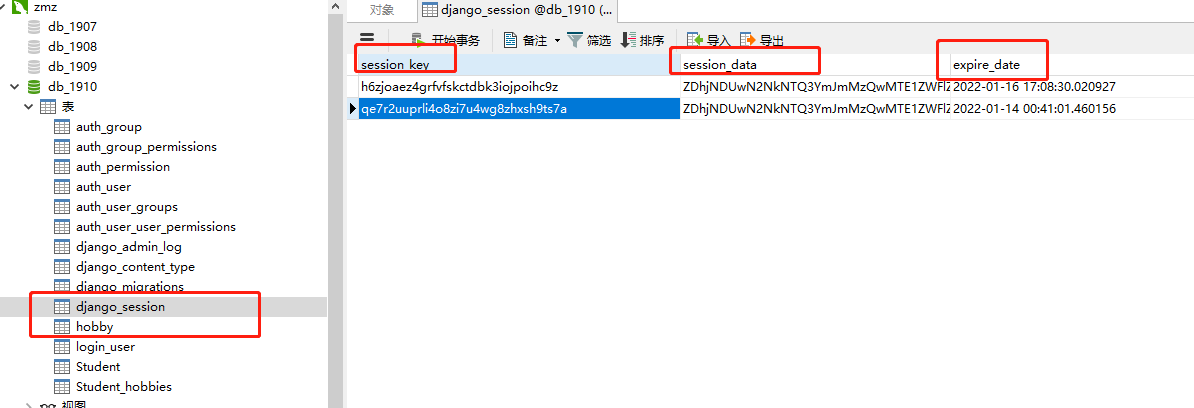 zmz
db_1907
db_1908
db_1909
db_1910
表
auth_group
auth_group_permissions
auth_permission
auth_user
auth_user_groups
auth_user_user_permissions
django_admin_log
django_content_type
django_migrations
django_session
hobby
login_user
Student
Student_hobbies
视图
对象 django_session @db_1910 (...
开始事务 备注 筛选 排序 导入 导出
session_key session_data expire_date
h6zjoaez4grfvfskctdbk3iojpoihc9z ZDhjNDUwN2NkNTQ3YmJmMzQwMTE1ZWFlZ 2022-01-16 17:08:30.020927
qe7r2uuprli4o8zi7u4wg8zhxsh9ts7a ZDhjNDUwN2NkNTQ3YmJmMzQwMTE1ZWFlZ 2022-01-14 00:41:01.460156